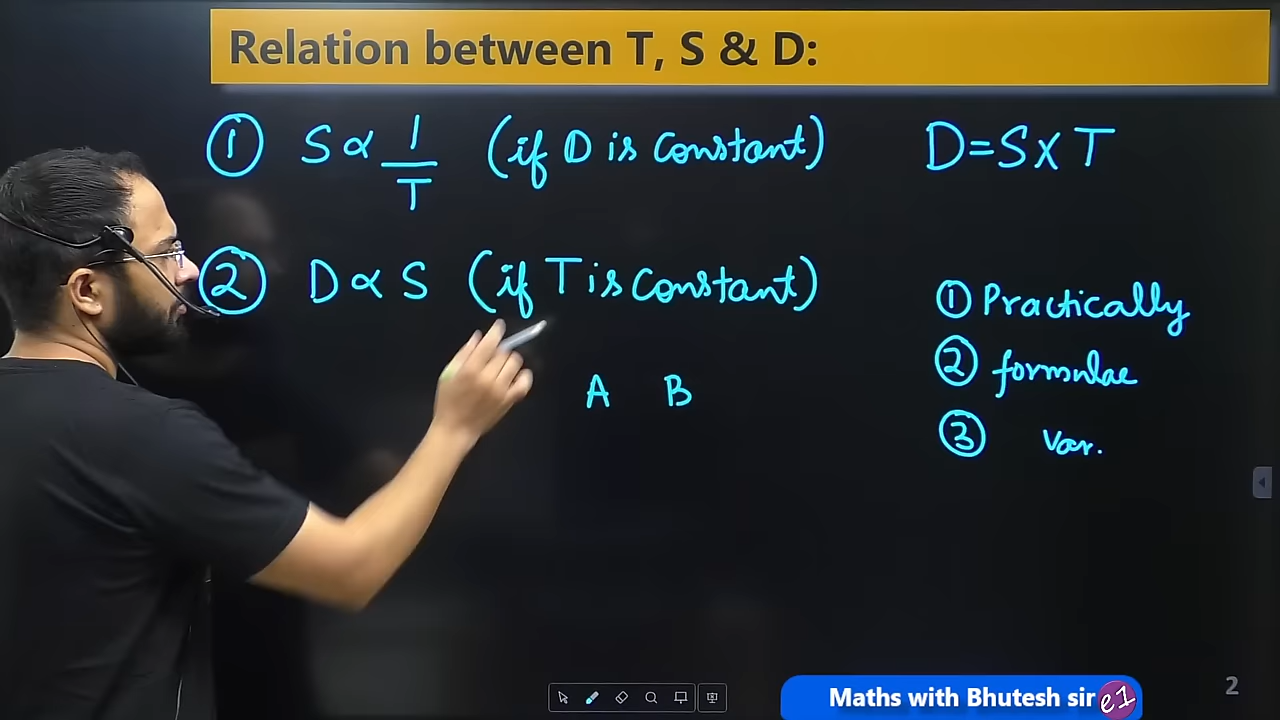 Relation between T, S & D:
① S ∝ 1/T (if D is constant)
D = S x T
② D ∝ S (if T is constant)
① Practically
② formulae
③ Var.
A B
Maths with Bhutesh sir e1
2